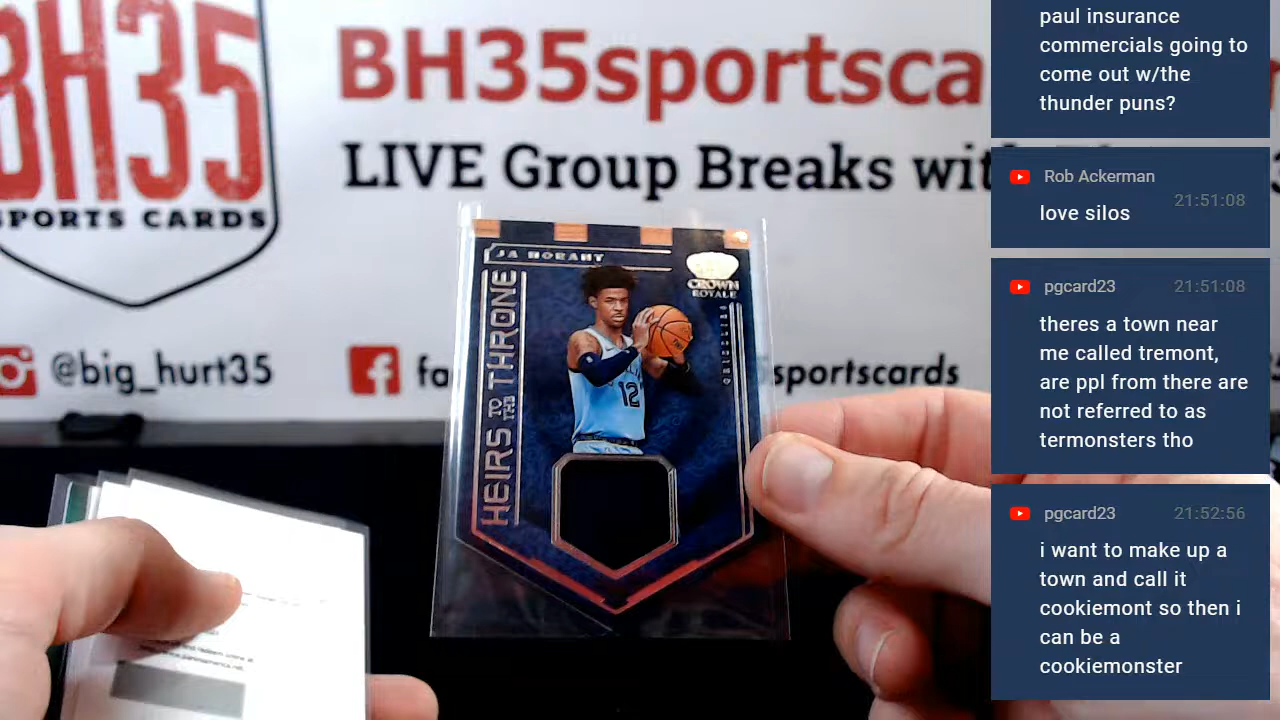 BH35
SPORTS CARDS
BH35sportsca
LIVE Group Breaks wit
@big_hurt35
fa
sportscards
JA MORANT
HEIRS TO THE THRONE
CROWN
ROYALE
12
paul insurance
commercials going to
come out w/the
thunder puns?
Rob Ackerman
21:51:08
love silos
pgcard23
21:51:08
theres a town near
me called tremont,
are ppl from there are
not referred to as
termonsters tho
pgcard23
21:52:56
i want to make up a
town and call it
cookiemont so then i
can be a
cookiemonster